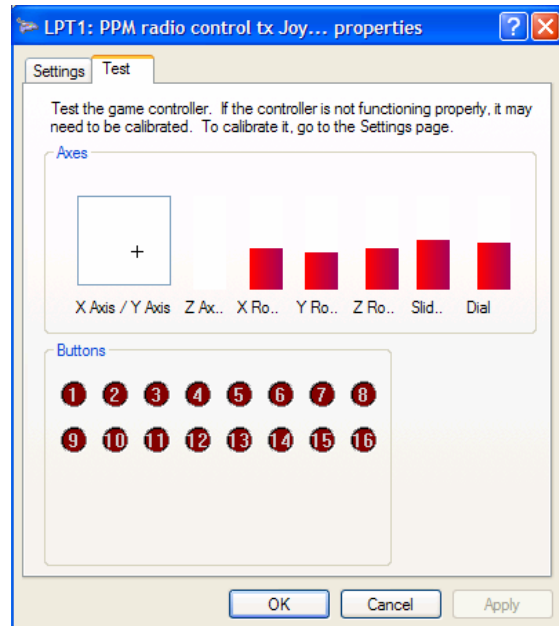 LPT1: PPM radio control tx Joy... properties
Settings Test
Test the game controller. If the controller is not functioning properly, it may
need to be calibrated. To calibrate it, go to the Settings page.
Axes
X Axis / Y Axis Z Ax.. X Ro.. Y Ro.. Z Ro.. Slid.. Dial
Buttons
1 2 3 4 5 6 7 8
9 10 11 12 13 14 15 16
OK Cancel Apply